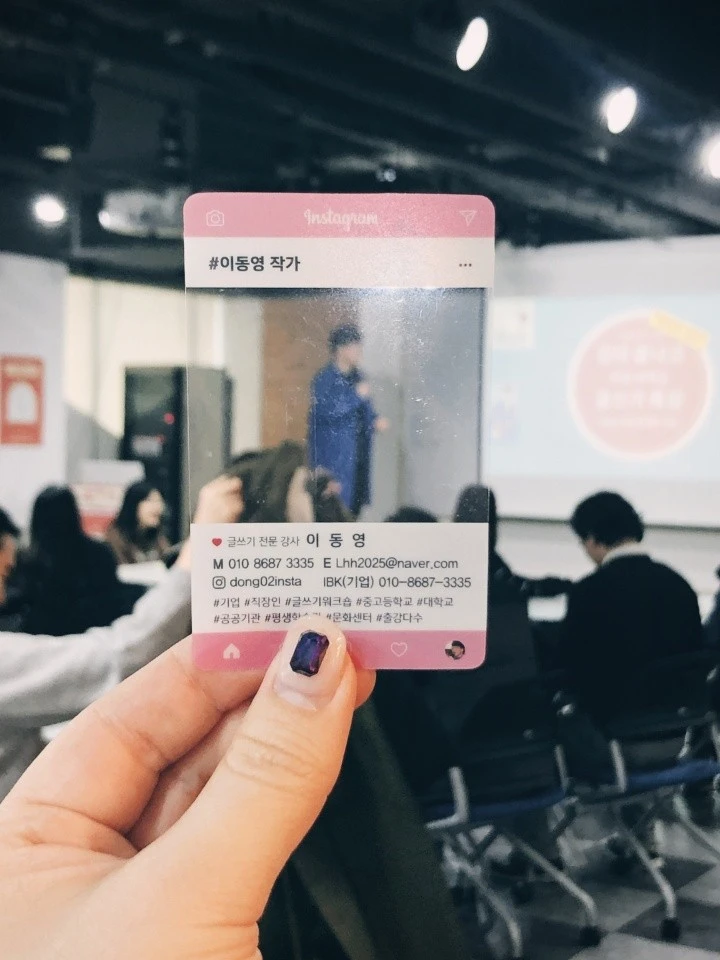 Instagram
#이동영 작가
글쓰기 전문 강사 이 동 영
M 010 8687 3335 E Lhh2025@naver.com
dong02insta IBK(기업) 010-8687-3335
#기업 #직장인 #글쓰기워크숍 #중고등학교 #대학교
#공공기관 #문화센터 #출강다수